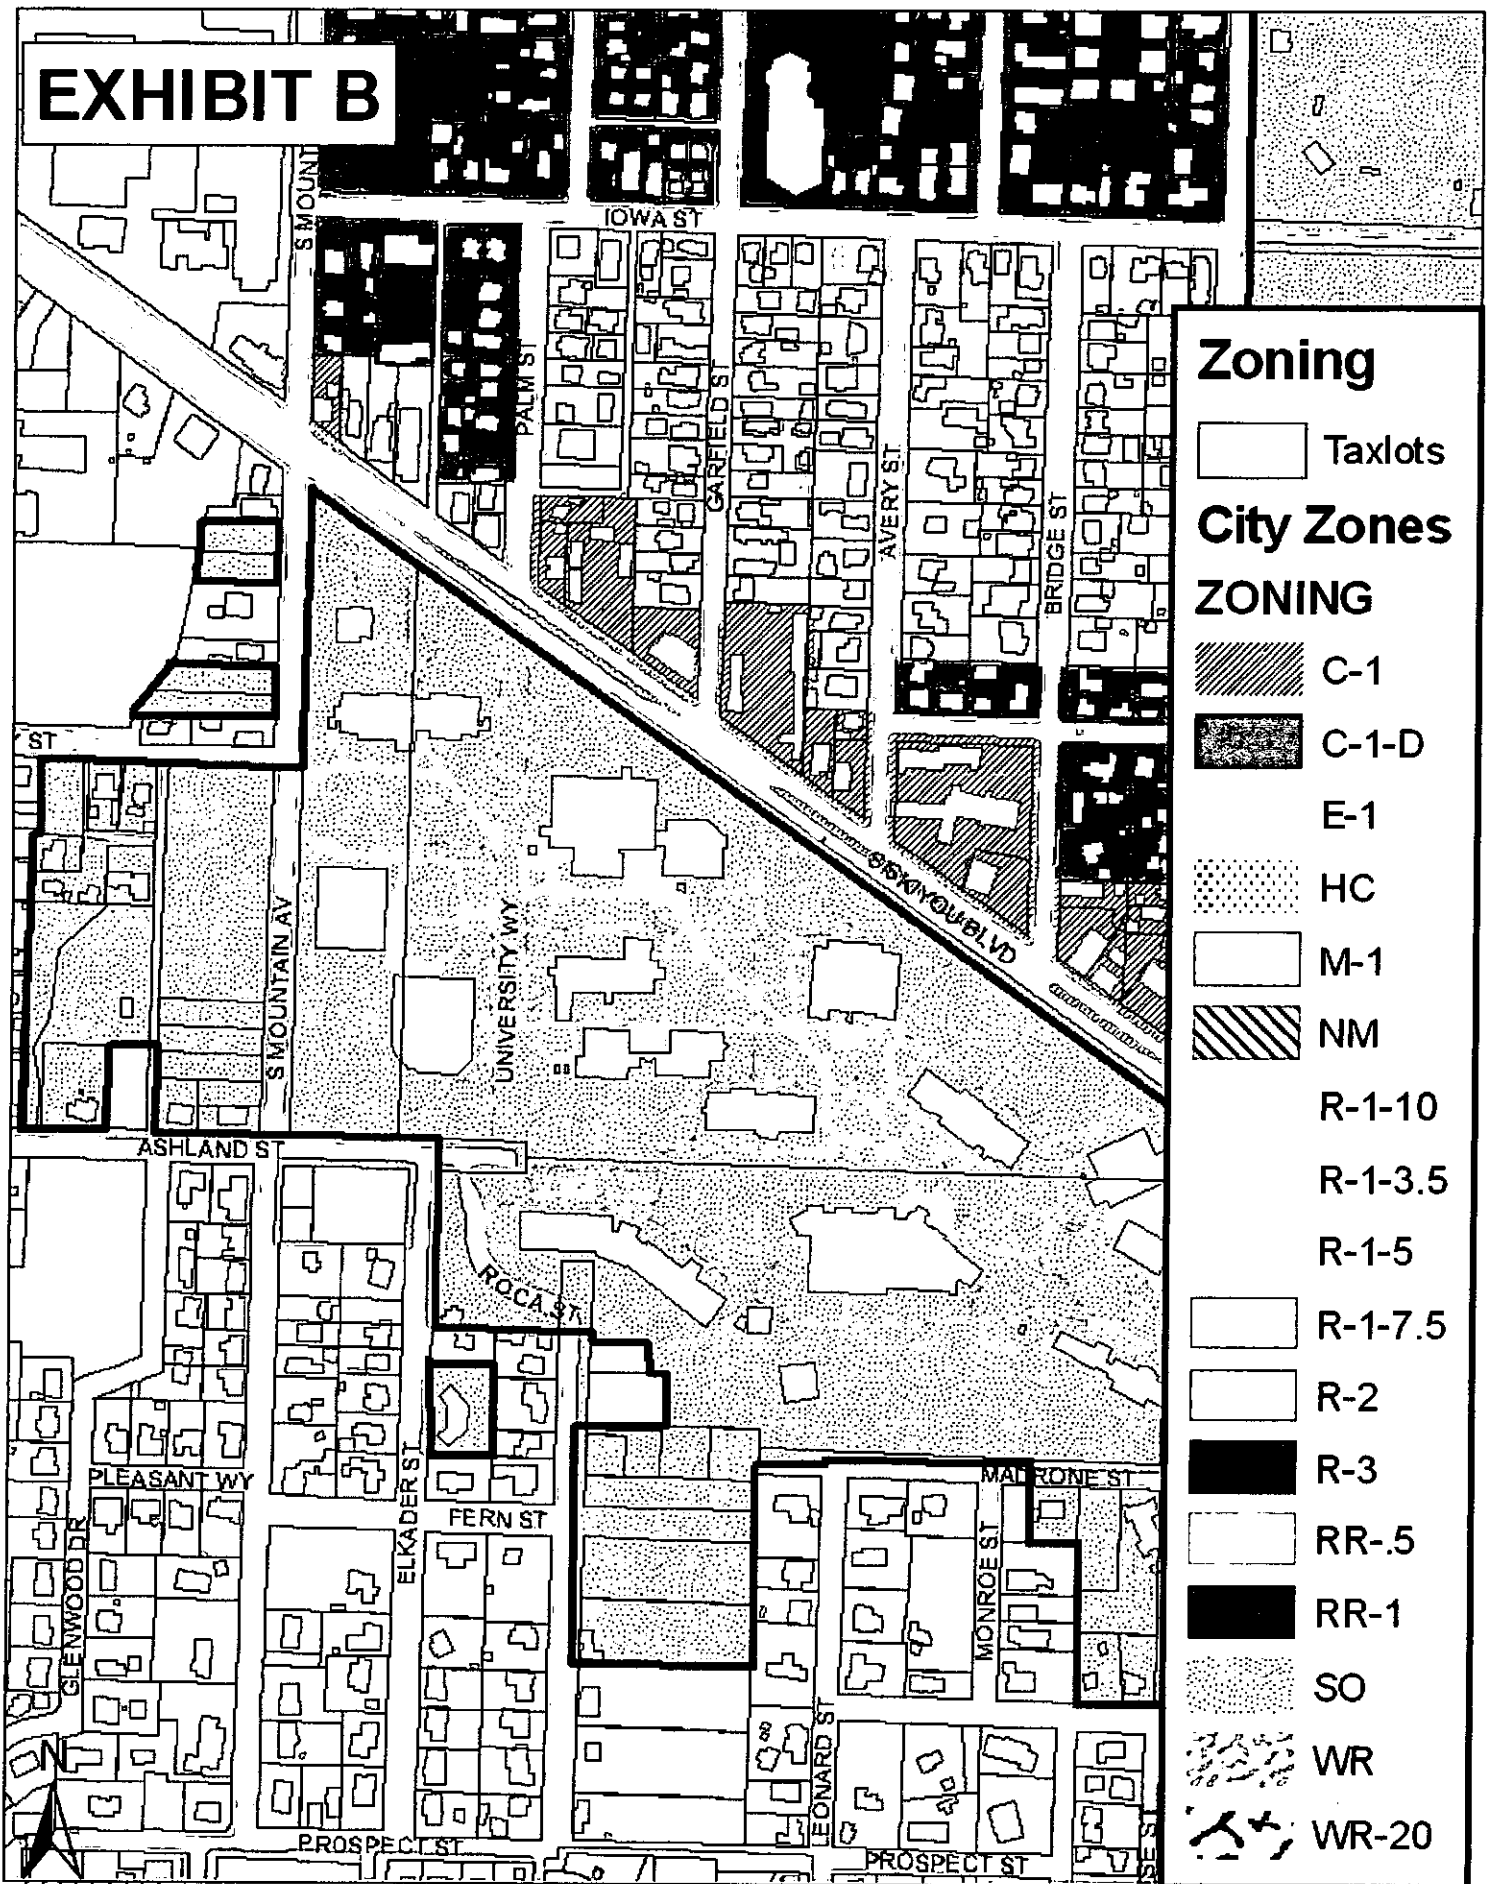 EXHIBIT B
S MOUNT
IOWA ST
PALM ST
GARFIELD ST
AVERY ST
BRIDGE ST
ST
SISKIYOU BLVD
UNIVERSITY WY
S MOUNTAIN AV
ASHLAND ST
ROCA ST
PLEASANT WY
ELKADER ST
FERN ST
MADRONE ST
GLENWOOD DR
MONROE ST
LEONARD ST
N
PROSPECT ST
PROSPECT ST
Zoning
Taxlots
City Zones
ZONING
C-1
C-1-D
E-1
HC
M-1
NM
R-1-10
R-1-3.5
R-1-5
R-1-7.5
R-2
R-3
RR-.5
RR-1
SO
WR
WR-20